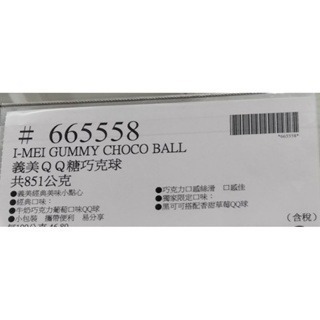 # 665558
*665558*
I-MEI GUMMY CHOCO BALL
義美QQ糖巧克球
共851公克
●義美經典美味小點心
●經典口味：
●牛奶巧克力葡萄口味QQ球
●小包裝 攜帶便利 易分享
●巧克力口感絲滑 口感佳
●獨家限定口味：
●黑可可搭配香甜草莓QQ球
(含稅)